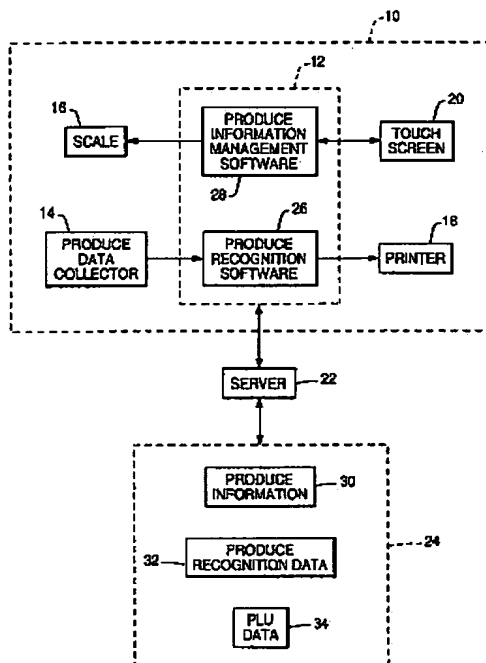 10
12
16
SCALE
PRODUCE
INFORMATION
MANAGEMENT
SOFTWARE
28
20
TOUCH
SCREEN
14
PRODUCE
DATA
COLLECTOR
26
PRODUCE
RECOGNITION
SOFTWARE
18
PRINTER
SERVER
22
PRODUCE
INFORMATION
30
24
32
PRODUCE
RECOGNITION DATA
PLU
DATA
34